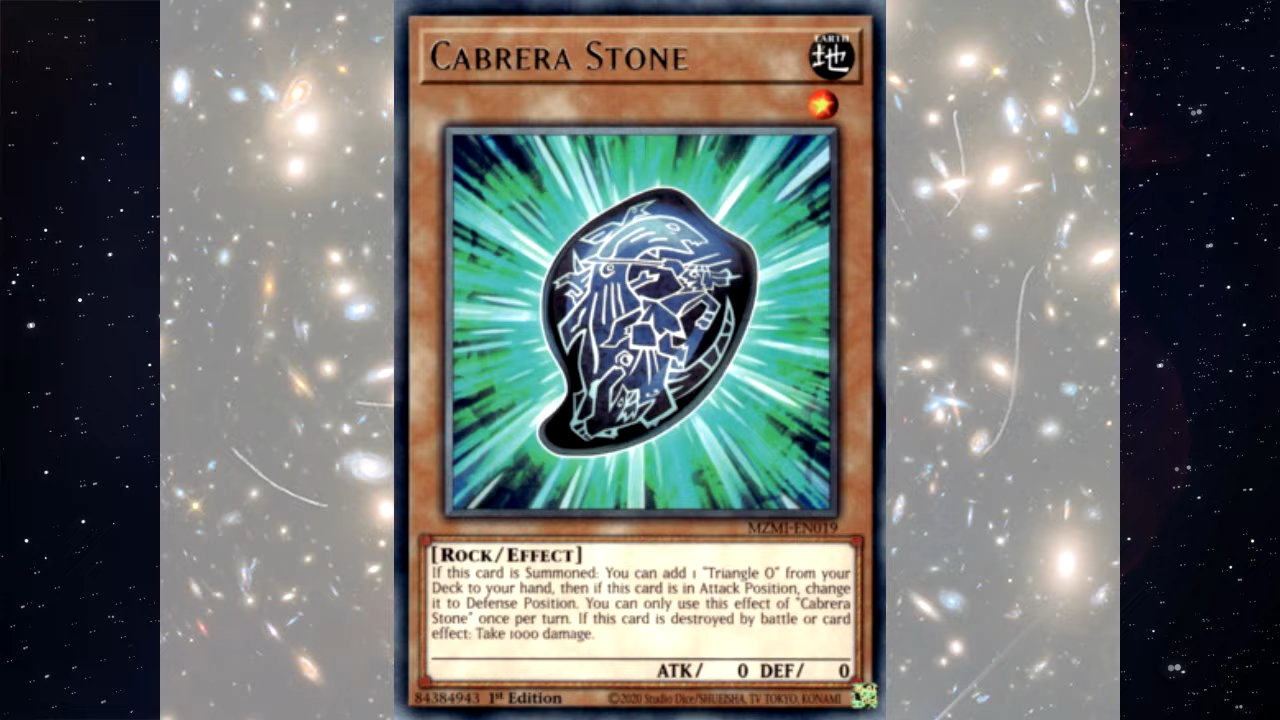 CABRERA STONE
EARTH
地
MZMI-EN019
[ROCK/EFFECT]
If this card is Summoned: You can add 1 "Triangle O" from your
Deck to your hand, then if this card is in Attack Position, change
it to Defense Position. You can only use this effect of "Cabrera
Stone" once per turn. If this card is destroyed by battle or card
effect: Take 1000 damage.
ATK/ 0 DEF/ 0
84384943 1st Edition ©2020 Studio Dice/SHUEISHA, TV TOKYO, KONAMI